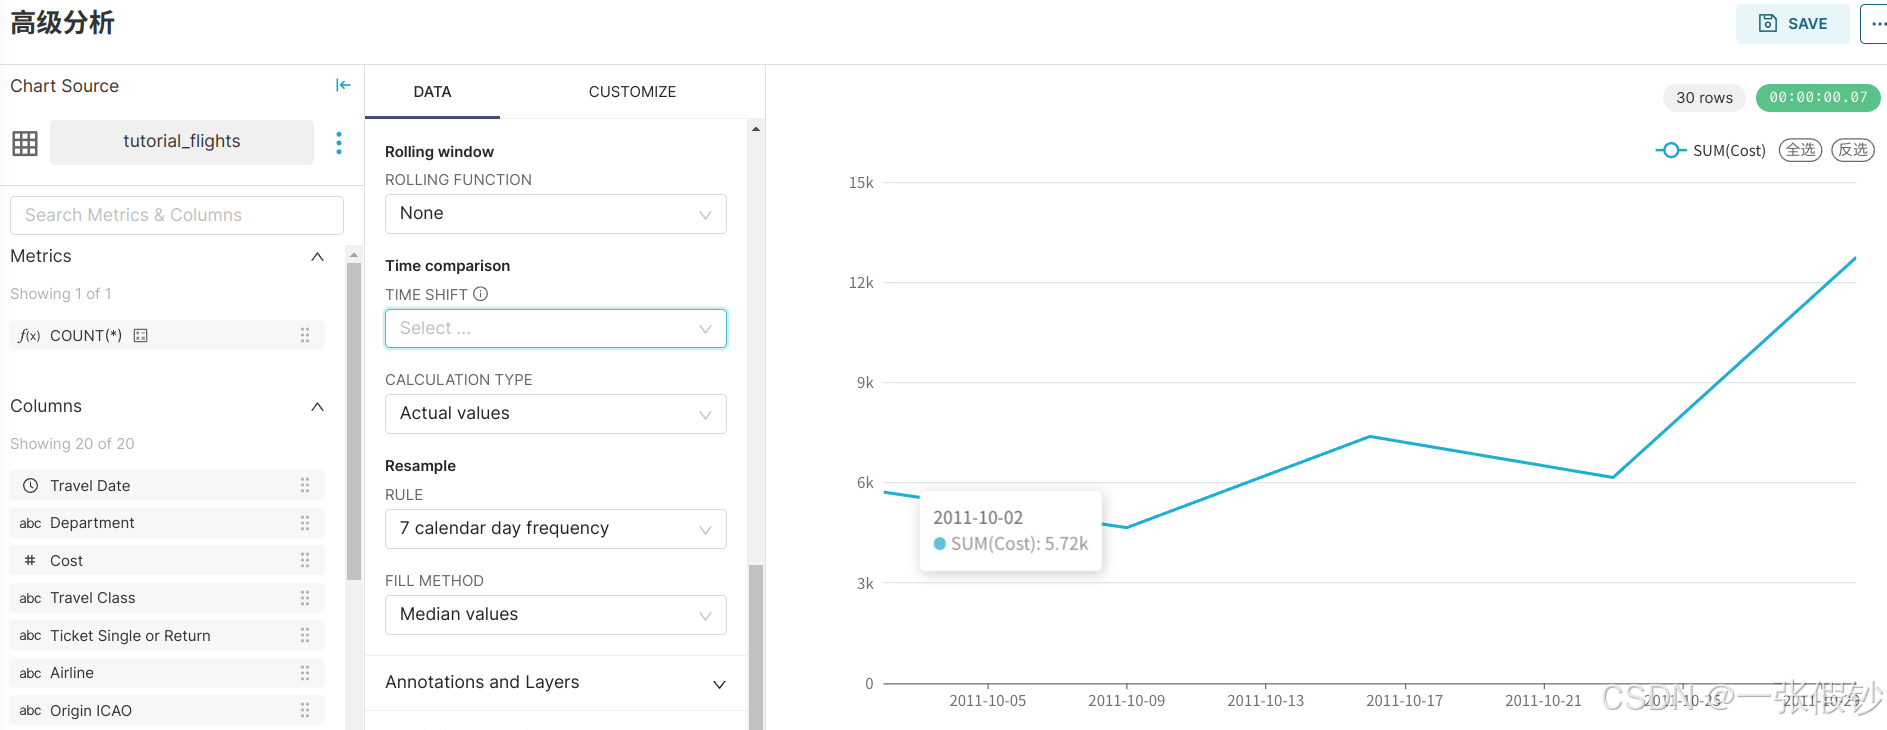 高级分析
SAVE
Chart Source
tutorial_flights
Search Metrics & Columns
Metrics
Showing 1 of 1
f(x) COUNT(*)
Columns
Showing 20 of 20
Travel Date
abc Department
# Cost
abc Travel Class
abc Ticket Single or Return
abc Airline
abc Origin ICAO
DATA
CUSTOMIZE
Rolling window
ROLLING FUNCTION
None
Time comparison
TIME SHIFT
Select ...
CALCULATION TYPE
Actual values
Resample
RULE
7 calendar day frequency
FILL METHOD
Median values
Annotations and Layers
30 rows
00:00:00.07
SUM(Cost) 全选 反选
15k
12k
9k
6k
3k
0
2011-10-02
SUM(Cost): 5.72k
2011-10-05 2011-10-09 2011-10-13 2011-10-17 2011-10-21 2011-10-25 2011-10-29
CSDN @一张假钞